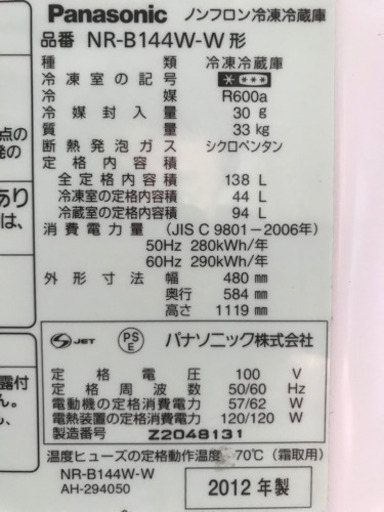 Panasonic ノンフロン冷凍冷蔵庫
品番 NR-B144W-W 形
種類 冷凍冷蔵庫
冷凍室の記号 ****
冷媒 R600a
冷媒封入量 30 g
質量 33 kg
断熱発泡ガス シクロペンタン
定格内容積
全定格内容積 138 L
冷凍室の定格内容積 44 L
冷蔵室の定格内容積 94 L
消費電力量 (JIS C 9801-2006年)
50Hz 280kWh/年
60Hz 290kWh/年
外形寸法 幅 480 mm
奥行 584 mm
高さ 1119 mm
S JET PS E パナソニック株式会社
定格電圧 100 V
定格周波数 50/60 Hz
電動機の定格消費電力 57/62 W
電熱装置の定格消費電力 120/120 W
製造番号 Z2048131
温度ヒューズの定格動作温度 70℃ (霜取用)
NR-B144W-W
AH-294050
2012 年製
点の
発の
あり
は、
露付
ん。